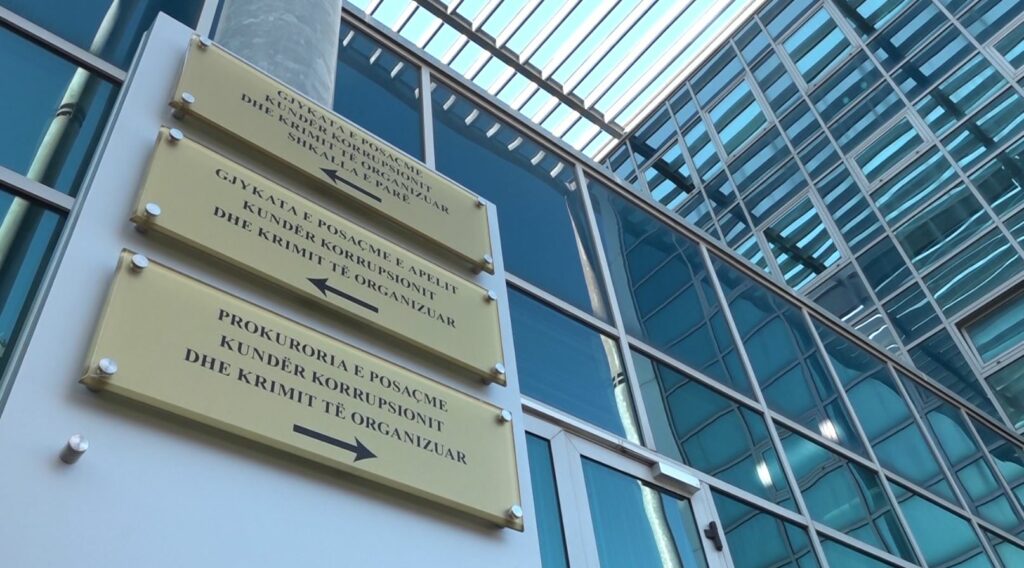 GJYKATA E POSAÇME
KUNDËR KORRUPSIONIT
DHE KRIMIT TË ORGANIZUAR
SHKALLA E PARË
GJYKATA E POSAÇME E APELIT
KUNDËR KORRUPSIONIT
DHE KRIMIT TË ORGANIZUAR
PROKURORIA E POSAÇME
KUNDËR KORRUPSIONIT
DHE KRIMIT TË ORGANIZUAR